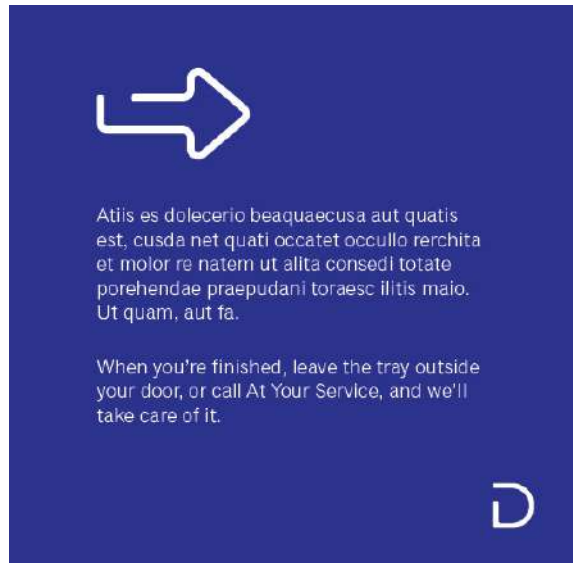 Atiis es dolecerio beaquaecusa aut quatis
est, cusda net quati occatet occullo rerchita
et molor re natem ut alita consedi totate
porehendae praepudani toraesc ilitis maio.
Ut quam, aut fa.
When you're finished, leave the tray outside
your door, or call At Your Service, and we'll
take care of it.
D